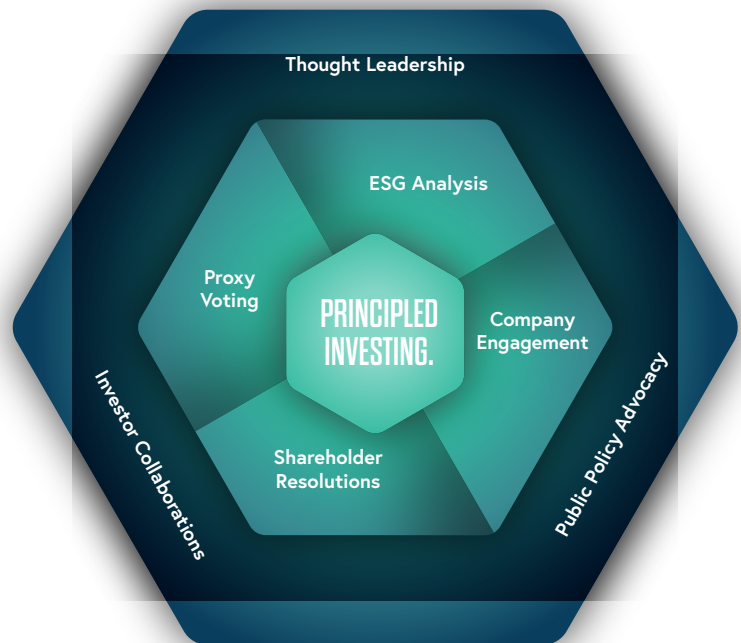 Thought Leadership
ESG Analysis
Proxy
Voting
PRINCIPLED
INVESTING.
Company
Engagement
Shareholder
Resolutions
Investor Collaborations
Public Policy Advocacy